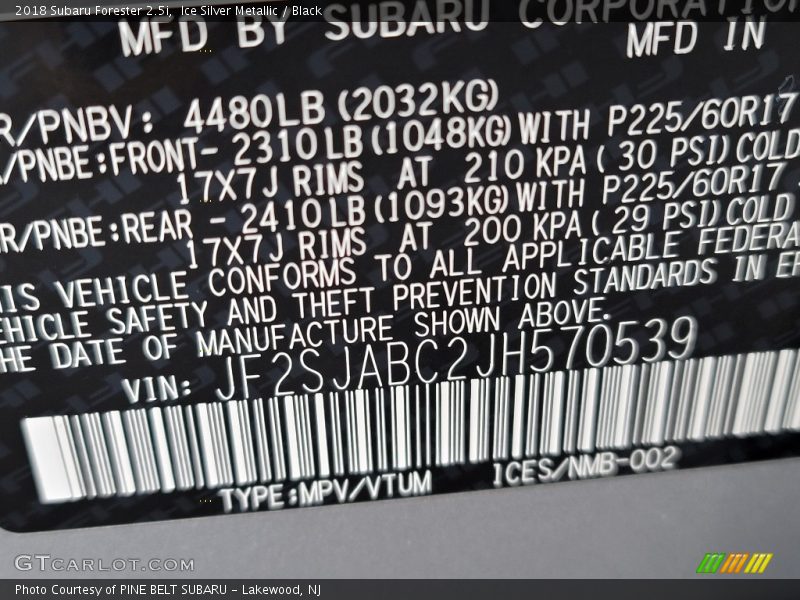 2018 Subaru Forester 2.5i, Ice Silver Metallic / Black
MFD BY SUBARU CORPORATION
MFD IN
R/PNBV: 4480LB (2032KG)
/PNBE:FRONT- 2310LB (1048KG) WITH P225/60R17
17X7J RIMS AT 210 KPA ( 30 PSI) COLD
R/PNBE:REAR - 2410LB (1093KG) WITH P225/60R17
17X7J RIMS AT 200 KPA ( 29 PSI) COLD
IS VEHICLE CONFORMS TO ALL APPLICABLE FEDERA
EHICLE SAFETY AND THEFT PREVENTION STANDARDS IN EF
HE DATE OF MANUFACTURE SHOWN ABOVE.
VIN: JF2SJABC2JH570539
TYPE:MPV/VTUM ICES/NMB-002
GTCARLOT.COM
Photo Courtesy of PINE BELT SUBARU - Lakewood, NJ